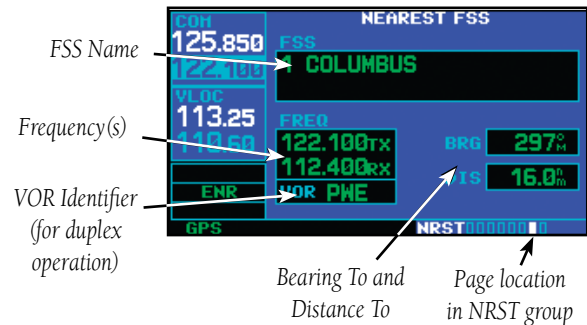 COM
125.850
122.100
VLOC
113.25
110.60
ENR
GPS
NEAREST FSS
FSS
1 COLUMBUS
FREQ
122.100TX
112.400RX
VOR PWE
BRG 297°M
DIS 16.0nm
NRST
FSS Name
Frequency(s)
VOR Identifier
(for duplex
operation)
Bearing To and
Distance To
Page location
in NRST group